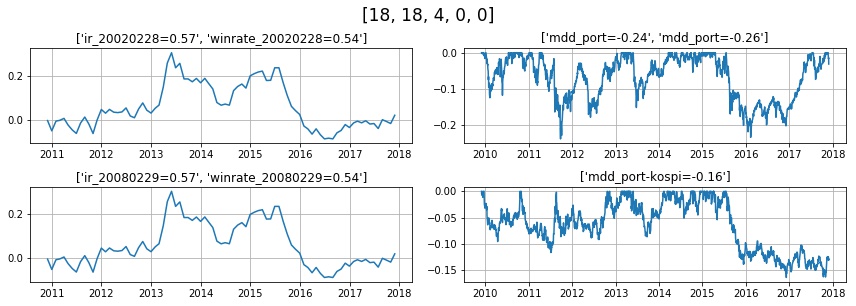 [18, 18, 4, 0, 0]
['ir_20020228=0.57', 'winrate_20020228=0.54']
0.2
0.0
2011 2012 2013 2014 2015 2016 2017 2018
['mdd_port=-0.24', 'mdd_port=-0.26']
0.0
−0.1
−0.2
2010 2011 2012 2013 2014 2015 2016 2017 2018
['ir_20080229=0.57', 'winrate_20080229=0.54']
0.2
0.0
2011 2012 2013 2014 2015 2016 2017 2018
['mdd_port-kospi=-0.16']
0.00
−0.05
−0.10
−0.15
2010 2011 2012 2013 2014 2015 2016 2017 2018